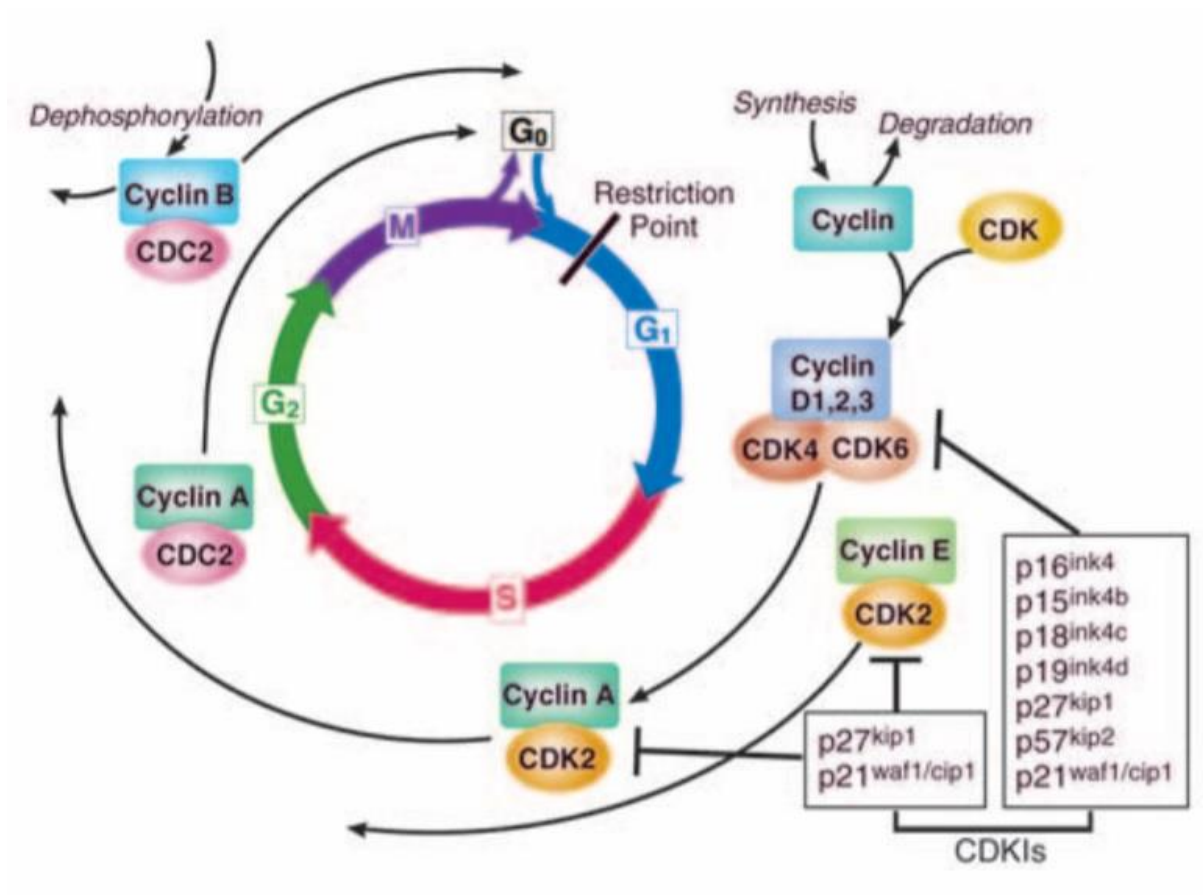 Dephosphorylation
Cyclin B
CDC2
G0
M
Restriction
Point
Synthesis
Degradation
Cyclin
CDK
G1
Cyclin
D1,2,3
CDK4
CDK6
G2
Cyclin A
CDC2
S
Cyclin E
CDK2
Cyclin A
CDK2
p27kip1
p21waf1/cip1
p16ink4
p15ink4b
p18ink4c
p19ink4d
p27kip1
p57kip2
p21waf1/cip1
CDKIs